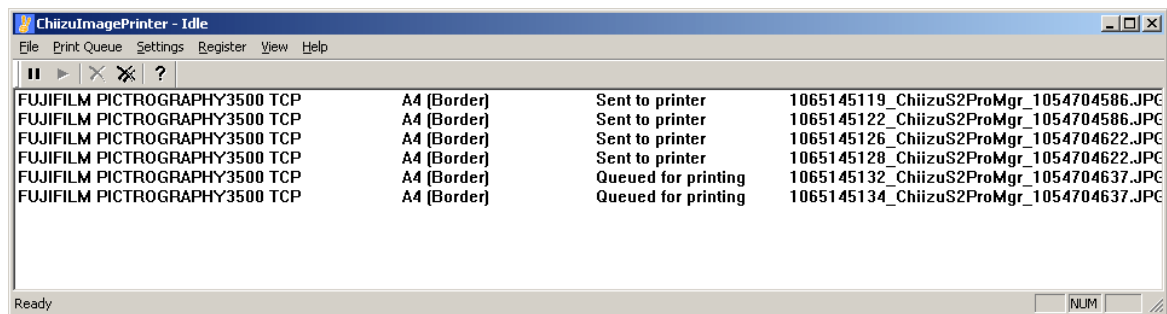 ChiizuImagePrinter - Idle
File Print Queue Settings Register View Help
?
FUJIFILM PICTROGRAPHY3500 TCP A4 (Border) Sent to printer 1065145119_ChiizuS2ProMgr_1054704586.JPG
FUJIFILM PICTROGRAPHY3500 TCP A4 (Border) Sent to printer 1065145122_ChiizuS2ProMgr_1054704586.JPG
FUJIFILM PICTROGRAPHY3500 TCP A4 (Border) Sent to printer 1065145126_ChiizuS2ProMgr_1054704622.JPG
FUJIFILM PICTROGRAPHY3500 TCP A4 (Border) Sent to printer 1065145128_ChiizuS2ProMgr_1054704622.JPG
FUJIFILM PICTROGRAPHY3500 TCP A4 (Border) Queued for printing 1065145132_ChiizuS2ProMgr_1054704637.JPG
FUJIFILM PICTROGRAPHY3500 TCP A4 (Border) Queued for printing 1065145134_ChiizuS2ProMgr_1054704637.JPG
Ready NUM